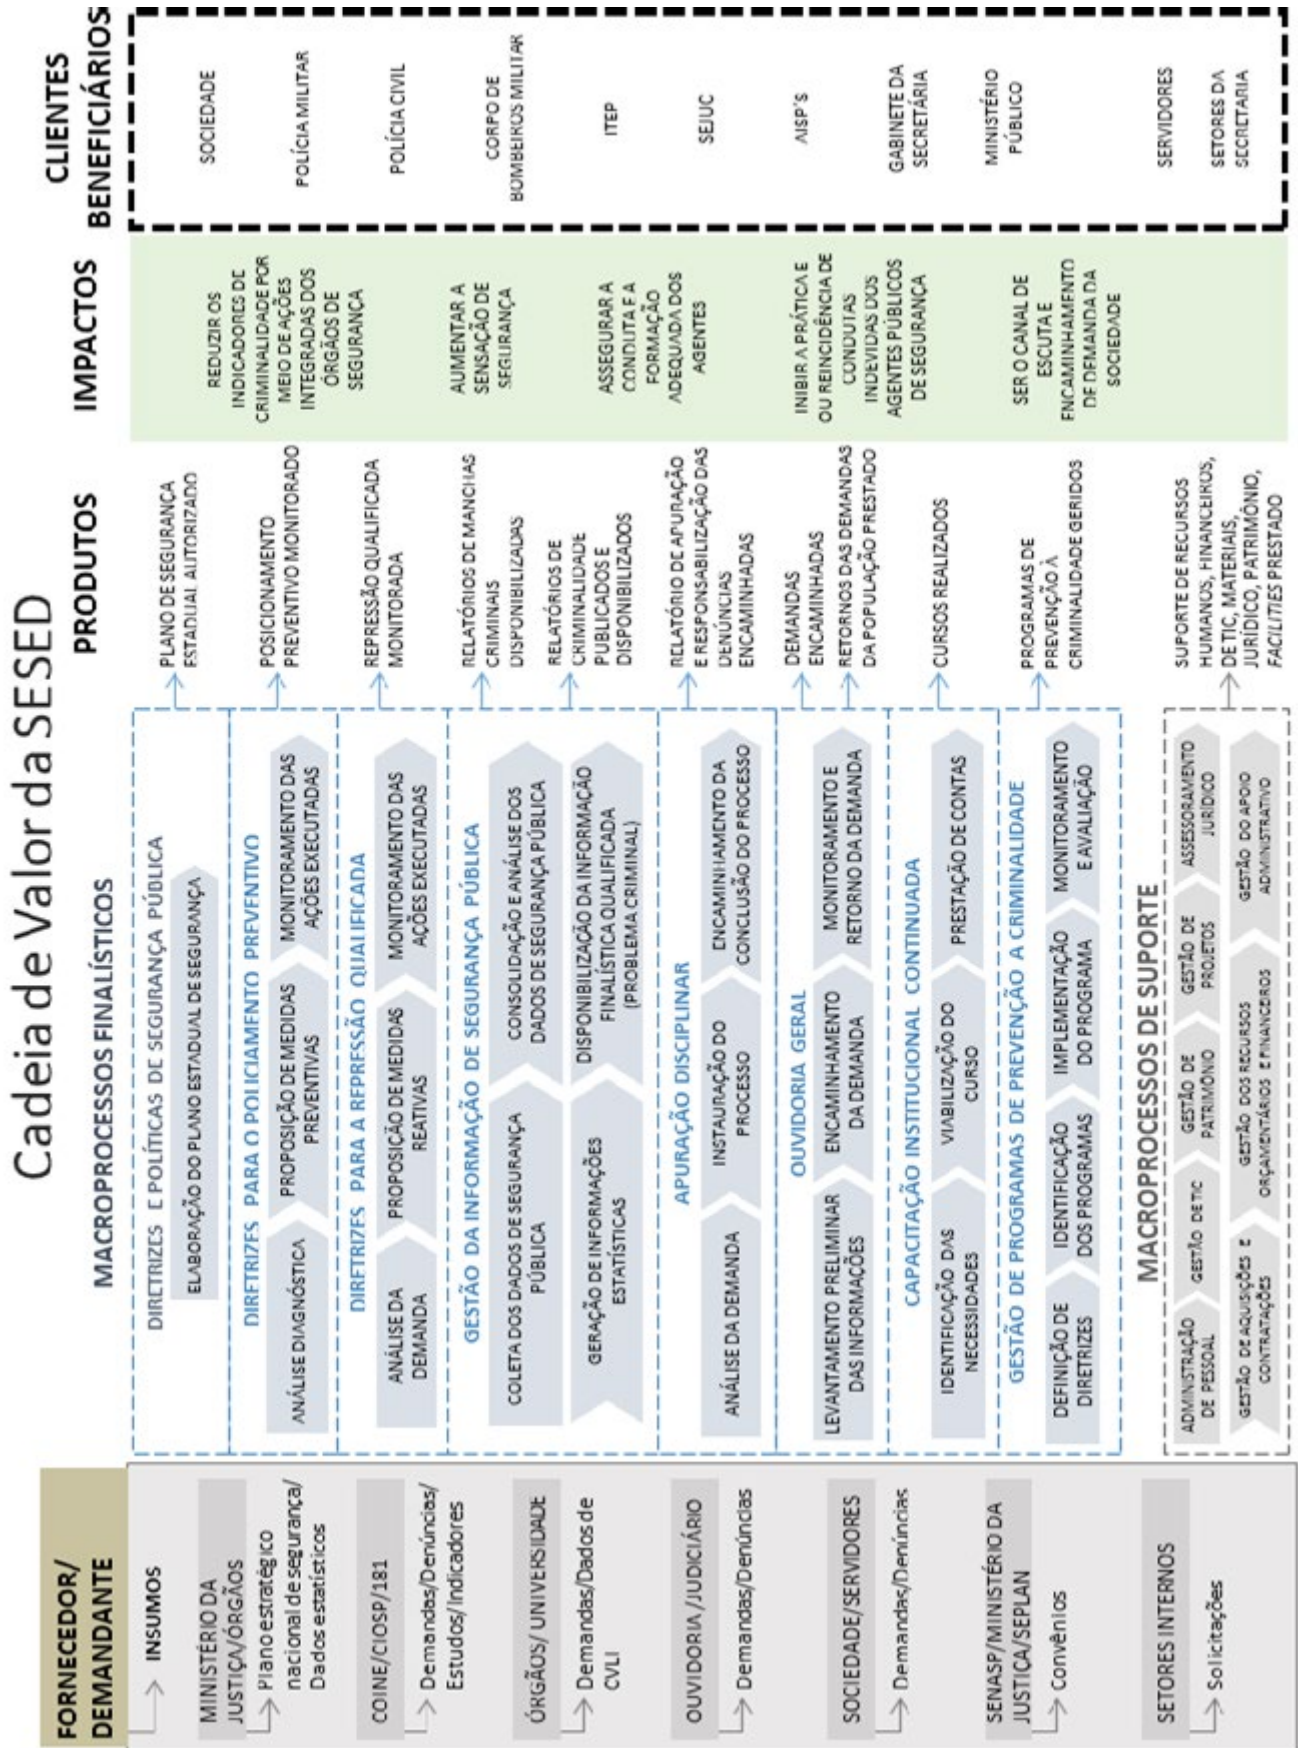 Cadeia de Valor da SESED
FORNECEDOR/
DEMANDANTE
INSUMOS
MINISTÉRIO DA
JUSTIÇA/ÓRGÃOS
Plano estratégico
nacional de segurança/
Dados estatísticos
COINE/CIOSP/181
Demandas/Denúncias/
Estudos/Indicadores
ÓRGÃOS/ UNIVERSIDADE
Demandas/Dados de
CVLI
OUVIDORIA /JUDICIÁRIO
Demandas/Denúncias
SOCIEDADE/SERVIDORES
Demandas/Denúncias
SENASP/MINISTÉRIO DA
JUSTIÇA/SEPLAN
Convênios
SETORES INTERNOS
Solicitações
MACROPROCESSOS FINALÍSTICOS
DIRETRIZES E POLÍTICAS DE SEGURANÇA PÚBLICA
ELABORAÇÃO DO PLANO ESTADUAL DE SEGURANÇA
DIRETRIZES PARA O POLICIAMENTO PREVENTIVO
ANÁLISE DIAGNÓSTICA
PROPOSIÇÃO DE MEDIDAS
PREVENTIVAS
MONITORAMENTO DAS
AÇÕES EXECUTADAS
DIRETRIZES PARA A REPRESSÃO QUALIFICADA
ANÁLISE DA
DEMANDA
PROPOSIÇÃO DE MEDIDAS
REATIVAS
MONITORAMENTO DAS
AÇÕES EXECUTADAS
GESTÃO DA INFORMAÇÃO DE SEGURANÇA PÚBLICA
COLETA DOS DADOS DE SEGURANÇA
PÚBLICA
CONSOLIDAÇÃO E ANÁLISE DOS
DADOS DE SEGURANÇA PÚBLICA
GERAÇÃO DE INFORMAÇÕES
ESTATÍSTICAS
DISPONIBILIZAÇÃO DA INFORMAÇÃO
FINALÍSTICA QUALIFICADA
(PROBLEMA CRIMINAL)
APURAÇÃO DISCIPLINAR
ANÁLISE DA DEMANDA
INSTAURAÇÃO DO
PROCESSO
ENCAMINHAMENTO DA
CONCLUSÃO DO PROCESSO
OUVIDORIA GERAL
LEVANTAMENTO PRELIMINAR
DAS INFORMAÇÕES
ENCAMINHAMENTO
DA DEMANDA
MONITORAMENTO E
RETORNO DA DEMANDA
CAPACITAÇÃO INSTITUCIONAL CONTINUADA
IDENTIFICAÇÃO DAS
NECESSIDADES
VIABILIZAÇÃO DO
CURSO
PRESTAÇÃO DE CONTAS
GESTÃO DE PROGRAMAS DE PREVENÇÃO A CRIMINALIDADE
DEFINIÇÃO DE
DIRETRIZES
IDENTIFICAÇÃO
DOS PROGRAMAS
IMPLEMENTAÇÃO
DO PROGRAMA
MONITORAMENTO
E AVALIAÇÃO
MACROPROCESSOS DE SUPORTE
ADMINISTRAÇÃO
DE PESSOAL
GESTÃO DE TIC
GESTÃO DE
PATRIMÔNIO
GESTÃO DE
PROJETOS
ASSESSORAMENTO
JURÍDICO
GESTÃO DE AQUISIÇÕES E
CONTRATAÇÕES
GESTÃO DOS RECURSOS
ORÇAMENTÁRIOS E FINANCEIROS
GESTÃO DO APOIO
ADMINISTRATIVO
PRODUTOS
PLANO DE SEGURANÇA
ESTADUAL AUTORIZADO
POSICIONAMENTO
PREVENTIVO MONITORADO
REPRESSÃO QUALIFICADA
MONITORADA
RELATÓRIOS DE MANCHAS
CRIMINAIS
DISPONIBILIZADAS
RELATÓRIOS DE
CRIMINALIDADE
PUBLICADOS E
DISPONIBILIZADOS
RELATÓRIO DE APURAÇÃO
E RESPONSABILIZAÇÃO DAS
DENÚNCIAS
ENCAMINHADAS
DEMANDAS
ENCAMINHADAS
RETORNOS DAS DEMANDAS
DA POPULAÇÃO PRESTADO
CURSOS REALIZADOS
PROGRAMAS DE
PREVENÇÃO À
CRIMINALIDADE GERIDOS
SUPORTE DE RECURSOS
HUMANOS, FINANCEIROS,
DE TIC, MATERIAIS,
JURÍDICO, PATRIMÔNIO,
FACILITIES PRESTADO
IMPACTOS
REDUZIR OS
INDICADORES DE
CRIMINALIDADE POR
MEIO DE AÇÕES
INTEGRADAS DOS
ÓRGÃOS DE
SEGURANÇA
AUMENTAR A
SENSAÇÃO DE
SEGURANÇA
ASSEGURAR A
CONDUTA E A
FORMAÇÃO
ADEQUADA DOS
AGENTES
INIBIR A PRÁTICA E
OU REINCIDÊNCIA DE
CONDUTAS
INDEVIDAS DOS
AGENTES PÚBLICOS
DE SEGURANÇA
SER O CANAL DE
ESCUTA E
ENCAMINHAMENTO
DE DEMANDA DA
SOCIEDADE
CLIENTES
BENEFICIÁRIOS
SOCIEDADE
POLÍCIA MILITAR
POLÍCIA CIVIL
CORPO DE
BOMBEIROS MILITAR
ITEP
SEJUC
AISP´s
GABINETE DA
SECRETÁRIA
MINISTÉRIO
PÚBLICO
SERVIDORES
SETORES DA
SECRETARIA